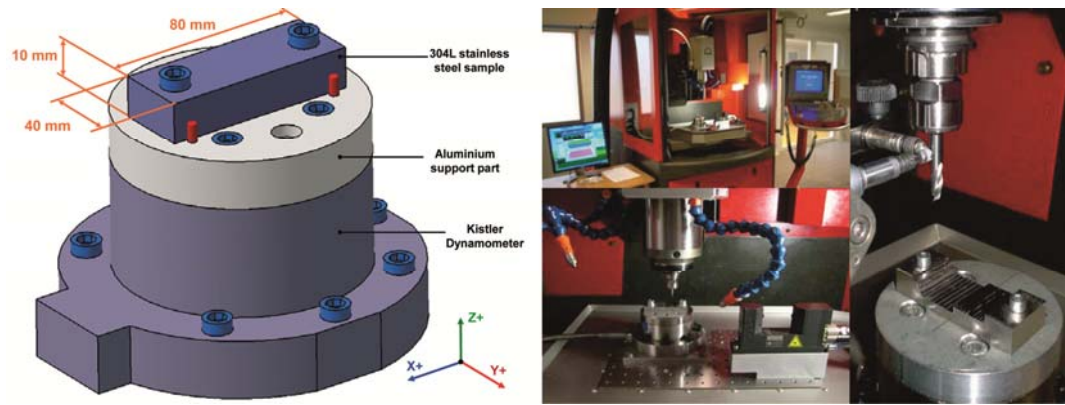 80 mm
10 mm
40 mm
304L stainless
steel sample
Aluminium
support part
Kistler
Dynamometer
Z+
X+
Y+